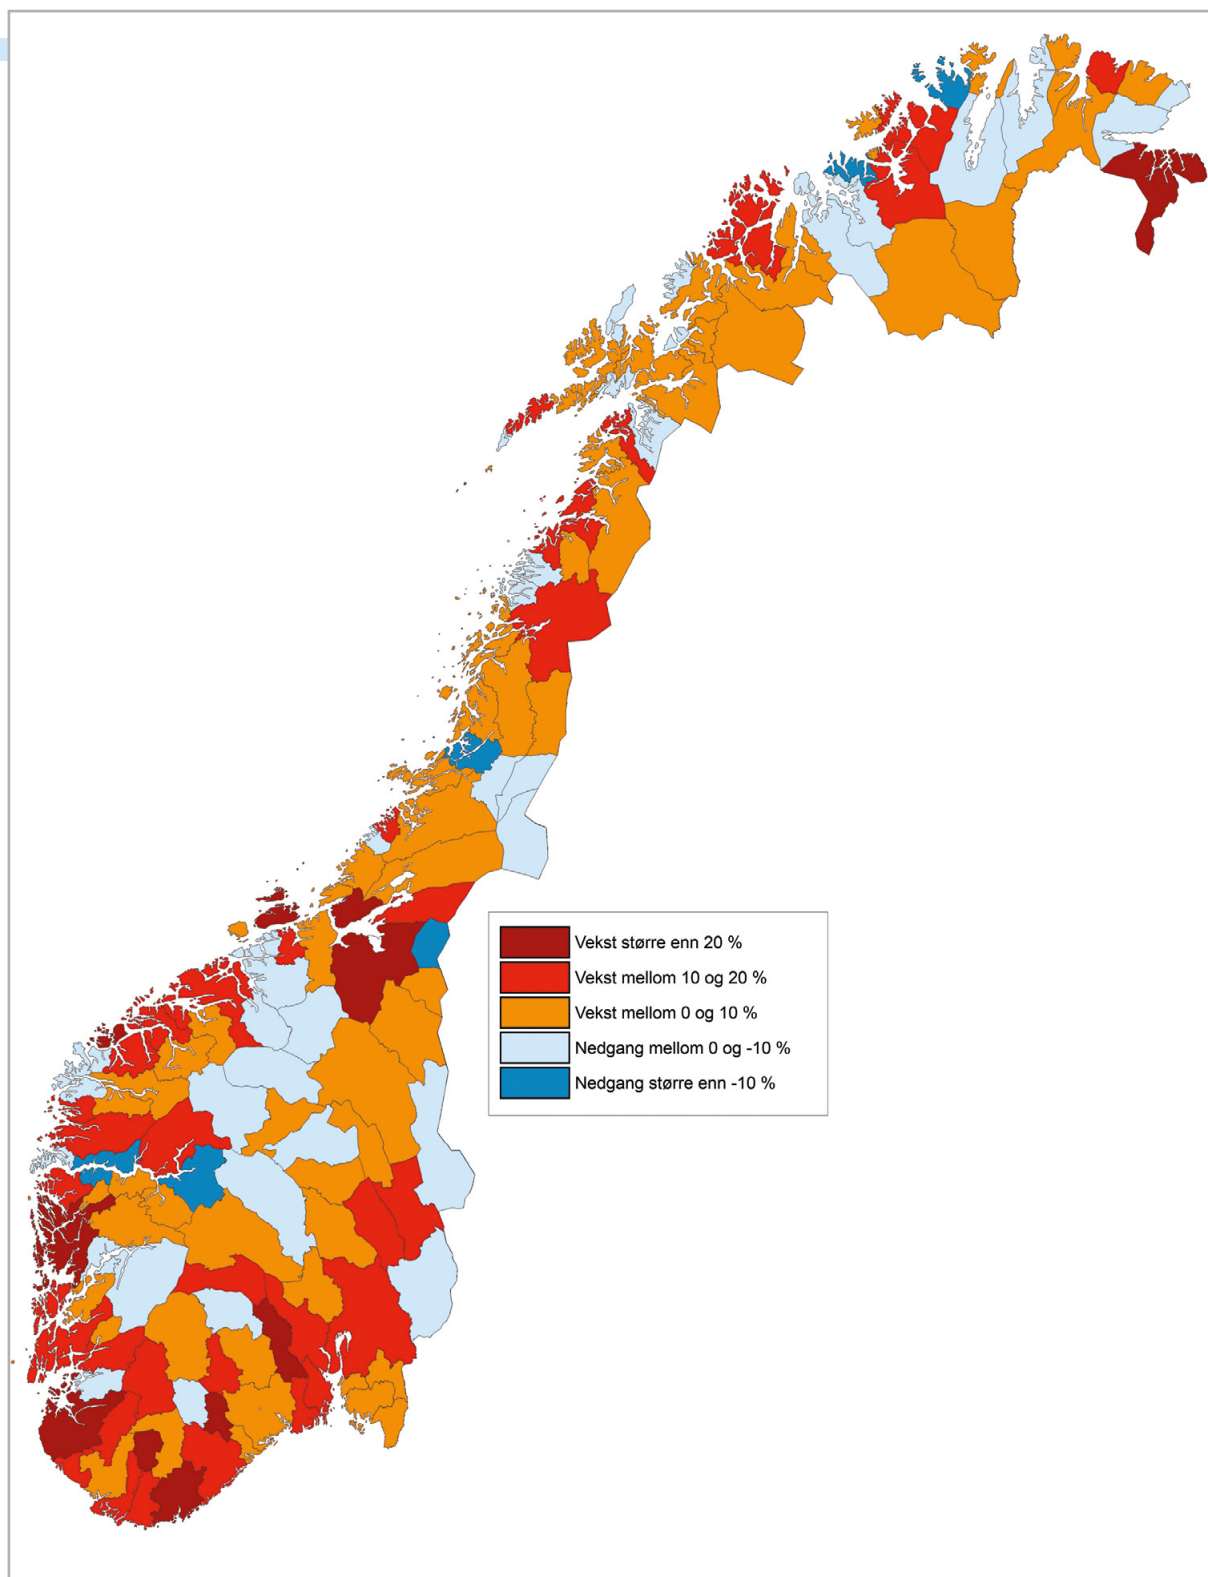 Vekst større enn 20 %
Vekst mellom 10 og 20 %
Vekst mellom 0 og 10 %
Nedgang mellom 0 og -10 %
Nedgang større enn -10 %